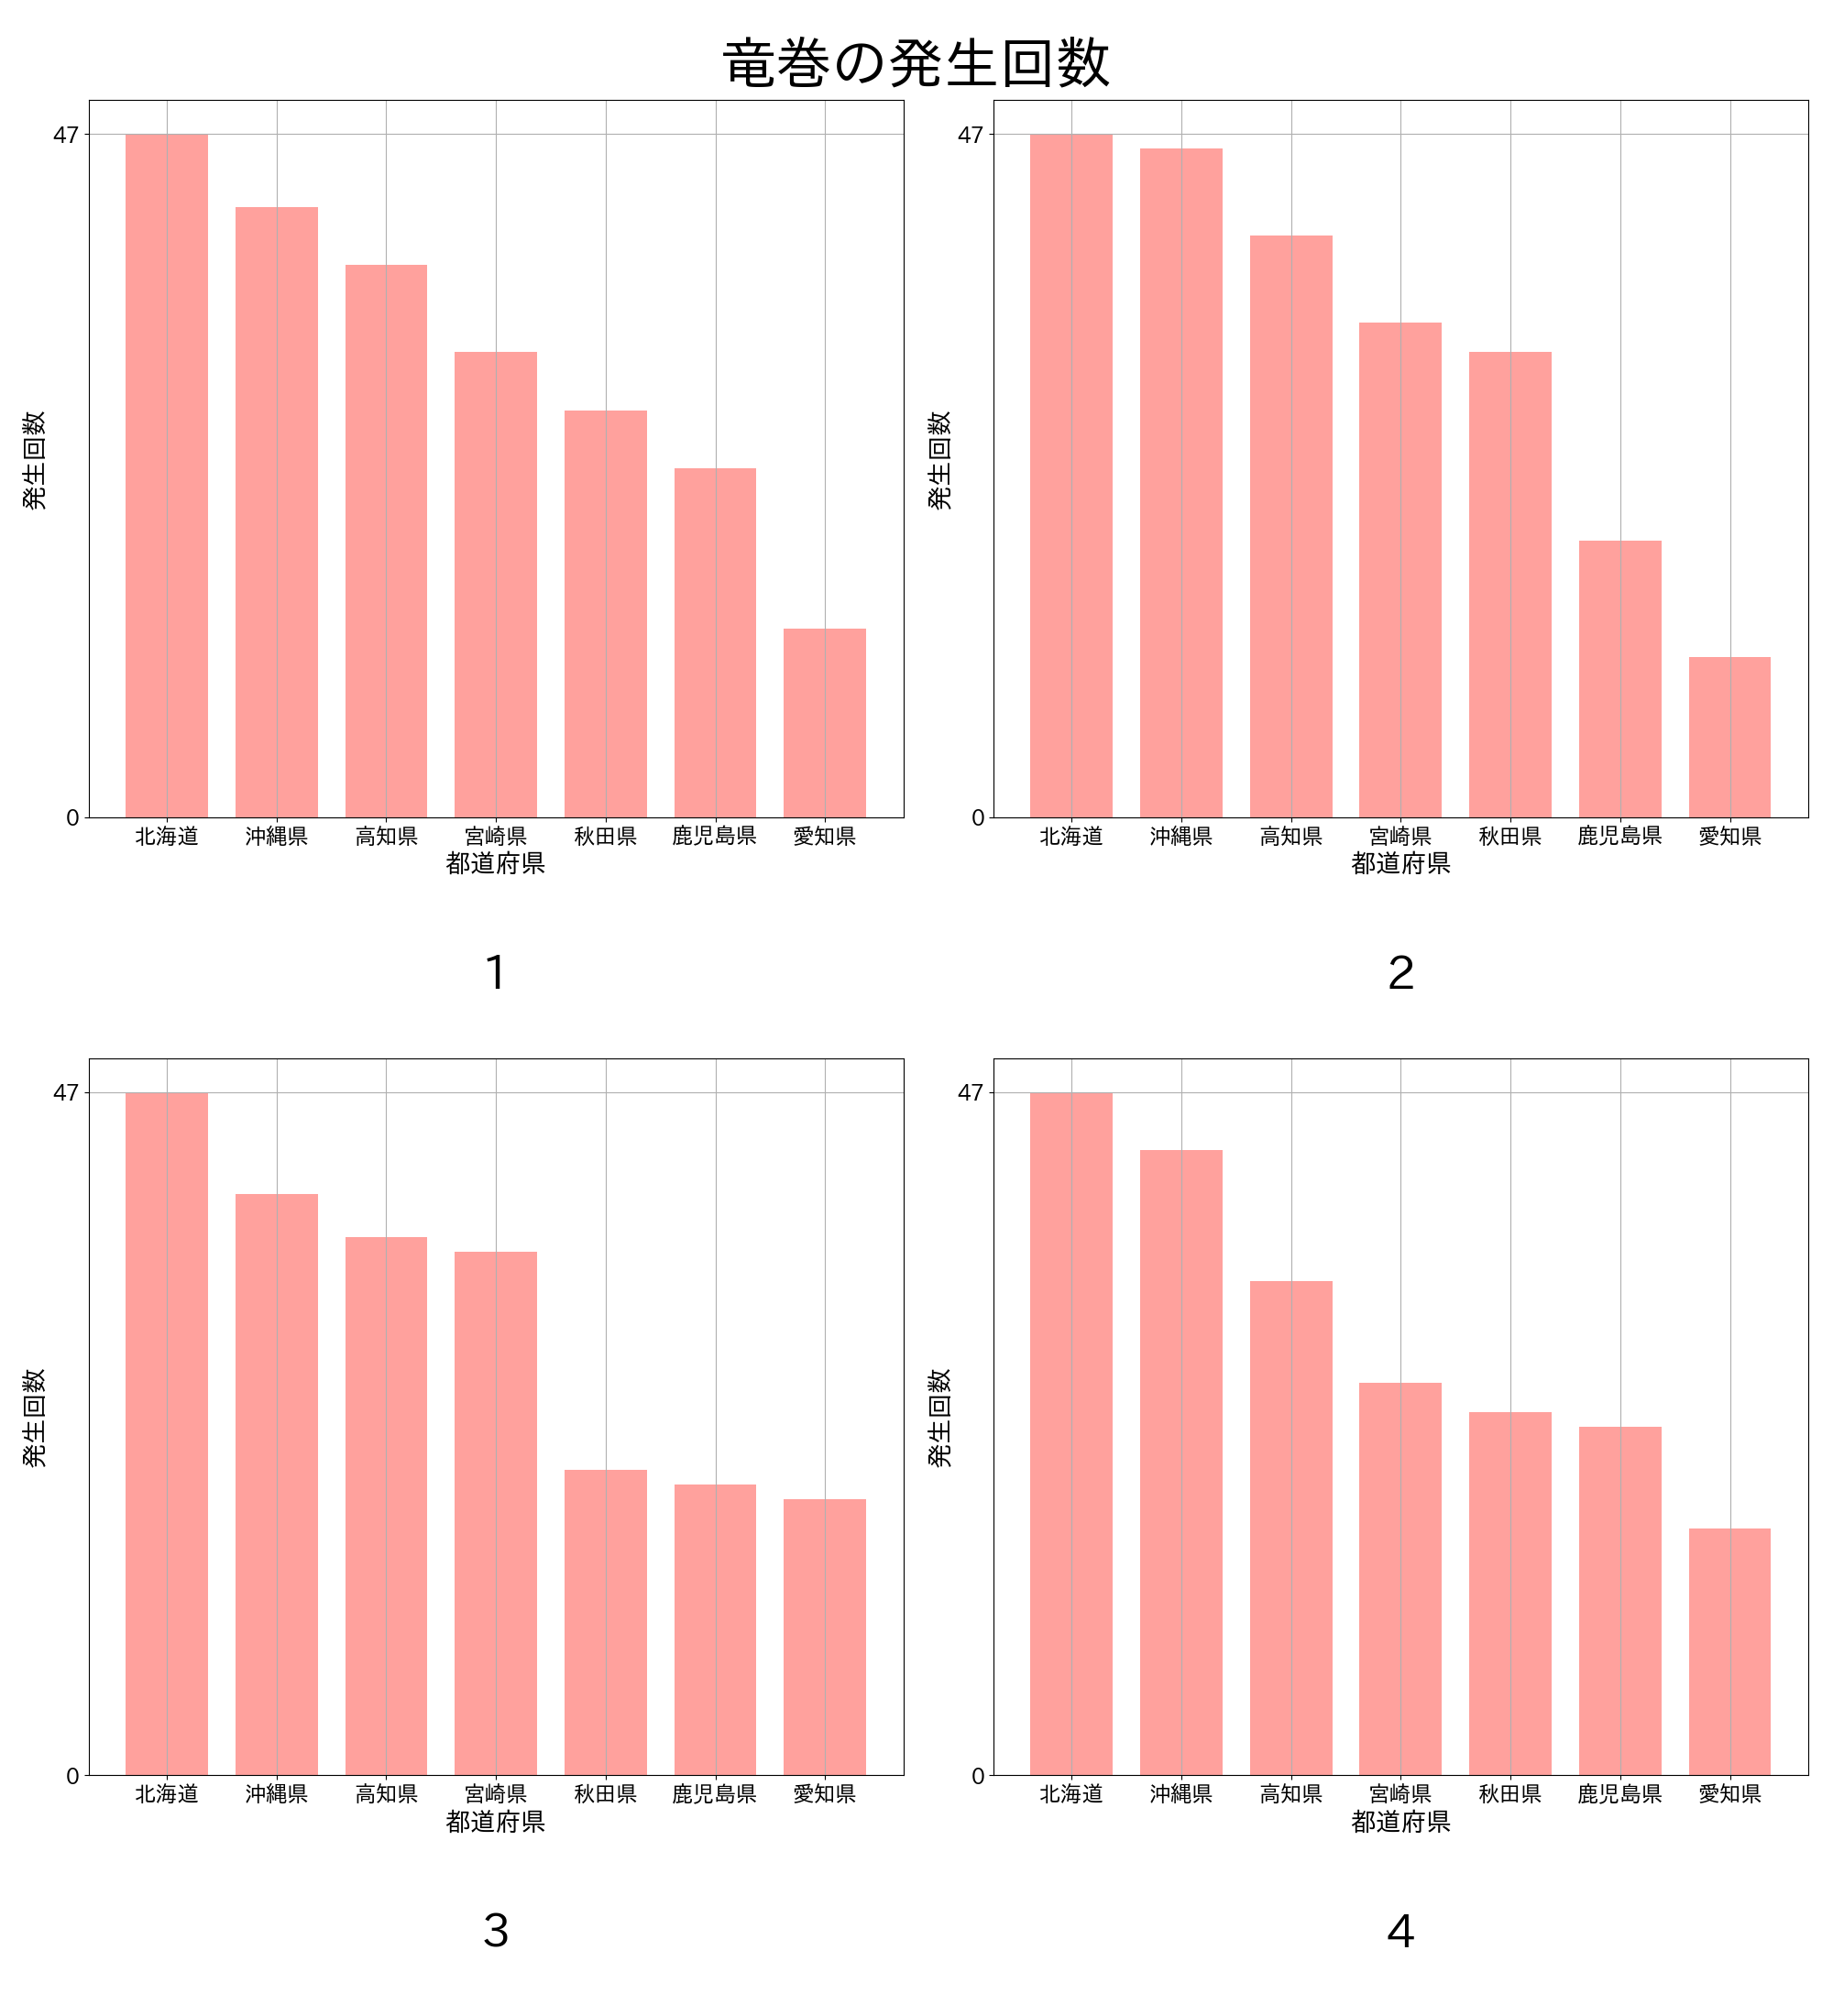 竜巻の発生回数
47
0
発生回数
北海道 沖縄県 高知県 宮崎県 秋田県 鹿児島県 愛知県
都道府県
1
47
0
発生回数
北海道 沖縄県 高知県 宮崎県 秋田県 鹿児島県 愛知県
都道府県
2
47
0
発生回数
北海道 沖縄県 高知県 宮崎県 秋田県 鹿児島県 愛知県
都道府県
3
47
0
発生回数
北海道 沖縄県 高知県 宮崎県 秋田県 鹿児島県 愛知県
都道府県
4